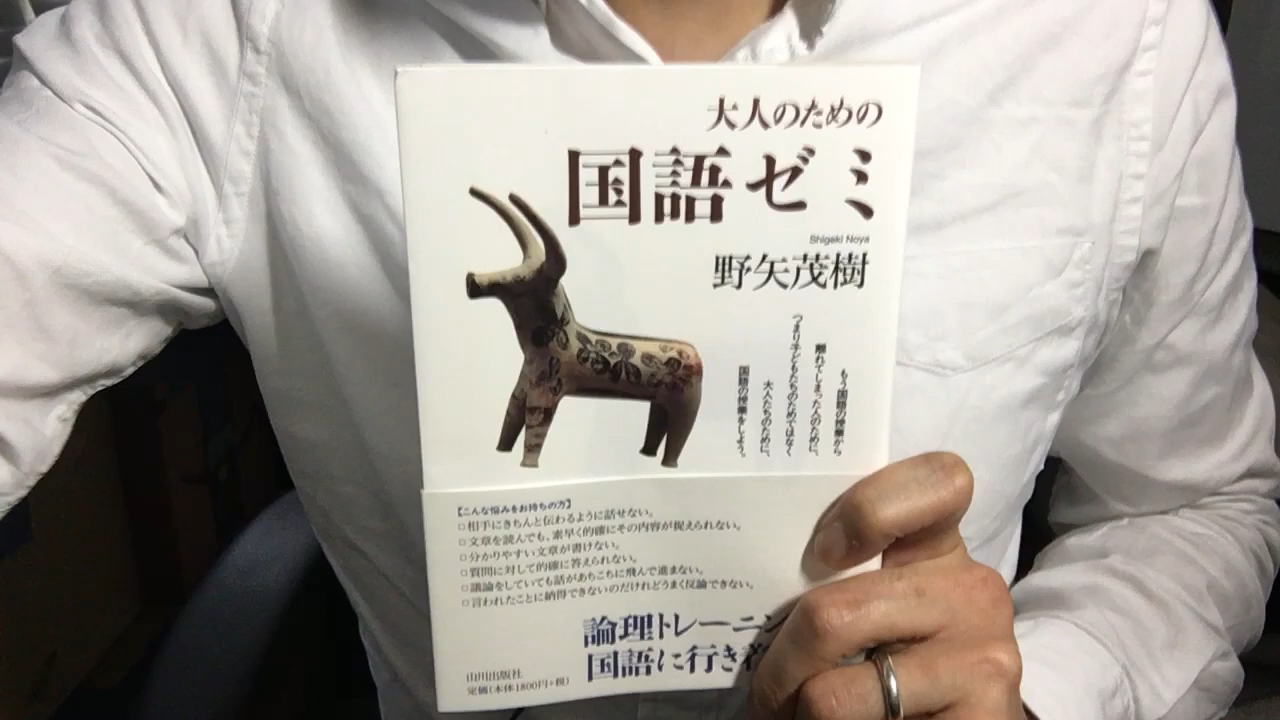 大人のための
国語ゼミ
Shigeki Noya
野矢茂樹
もう国語の授業から
離れてしまった人のために、
つまり子どもたちのためではなく
大人たちのために、
国語の授業をしよう。
【こんな悩みをお持ちの方】
□相手にきちんと伝わるように話せない。
□文章を読んでも、素早く的確にその内容が捉えられない。
□分かりやすい文章が書けない。
□質問に対して的確に答えられない。
□議論をしていても話があちこちに飛んで進まない。
□言われたことに納得できないのだけれどうまく反論できない。
論理トレーニン
国語に行き着
山川出版社
定価(本体1800円+税)